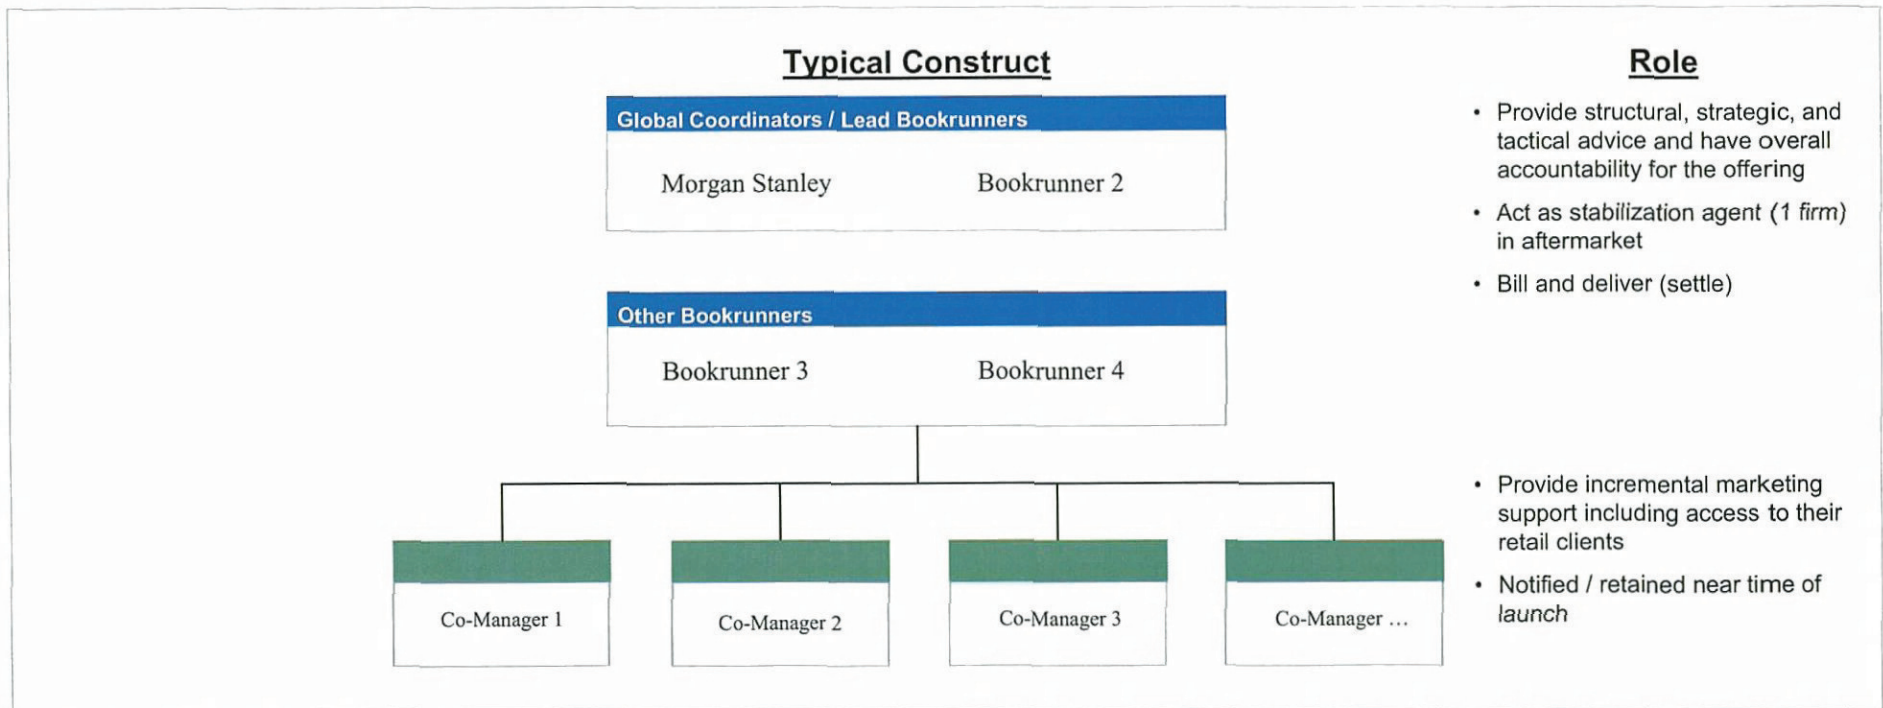 Typical Construct
Role
Global Coordinators / Lead Bookrunners
Morgan Stanley
Bookrunner 2
• Provide structural, strategic, and
tactical advice and have overall
accountability for the offering
• Act as stabilization agent (1 firm)
in aftermarket
• Bill and deliver (settle)
Other Bookrunners
Bookrunner 3
Bookrunner 4
• Provide incremental marketing
support including access to their
retail clients
• Notified / retained near time of
launch
Co-Manager 1
Co-Manager 2
Co-Manager 3
Co-Manager …